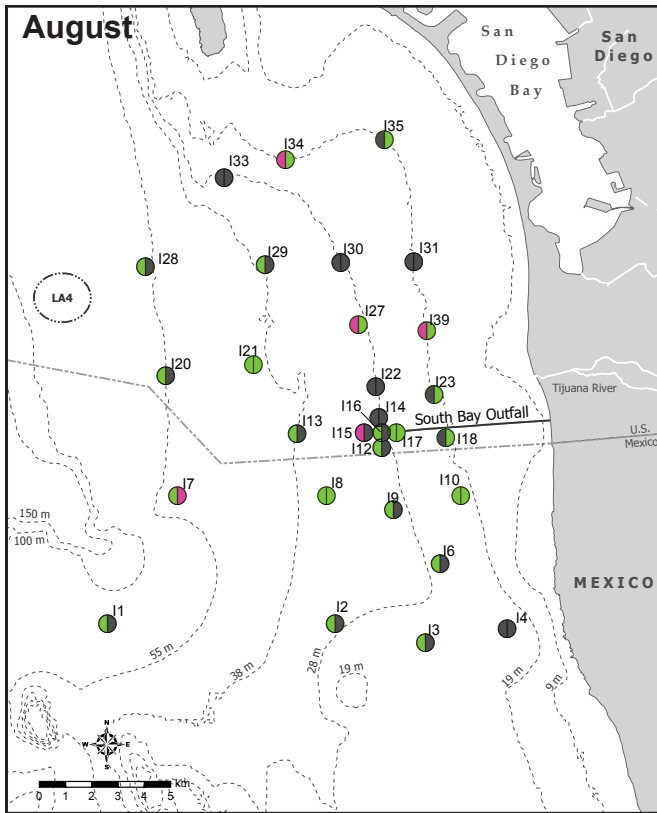 August
San
Diego
Bay
San
Diego
I35
I34
I33
I28
I29
I30
I31
LA4
I27
I39
I21
I20
I22
I23
Tijuana River
I16
I14
South Bay Outfall
I13
I15
I12
I17
I18
U.S.
Mexico
I7
I8
I9
I10
150 m
100 m
I6
MEXICO
I1
I2
I3
I4
55 m
38 m
28 m
19 m
19 m
9 m
N
W
E
S
km
0
1
2
3
4
5